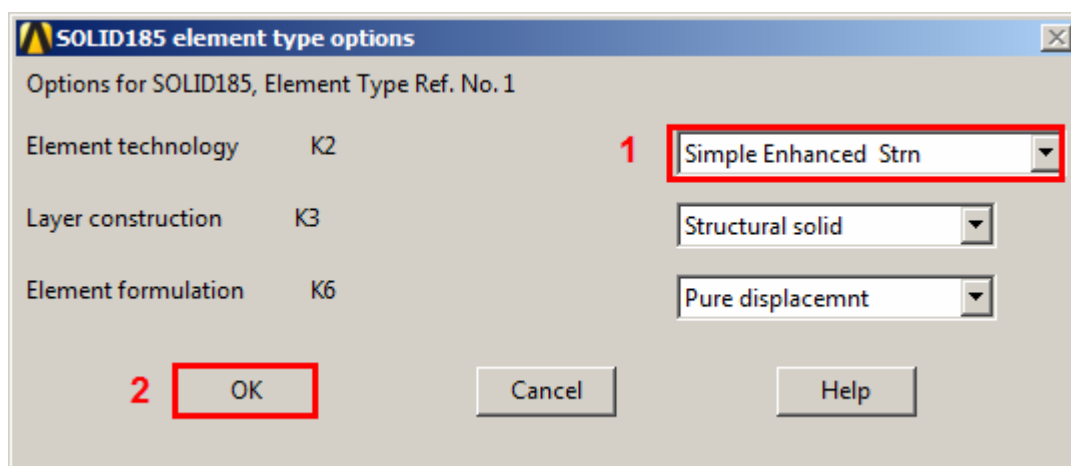 SOLID185 element type options
Options for SOLID185, Element Type Ref. No. 1
Element technology K2 1 Simple Enhanced Strn
Layer construction K3 Structural solid
Element formulation K6 Pure displacemnt
2 OK Cancel Help